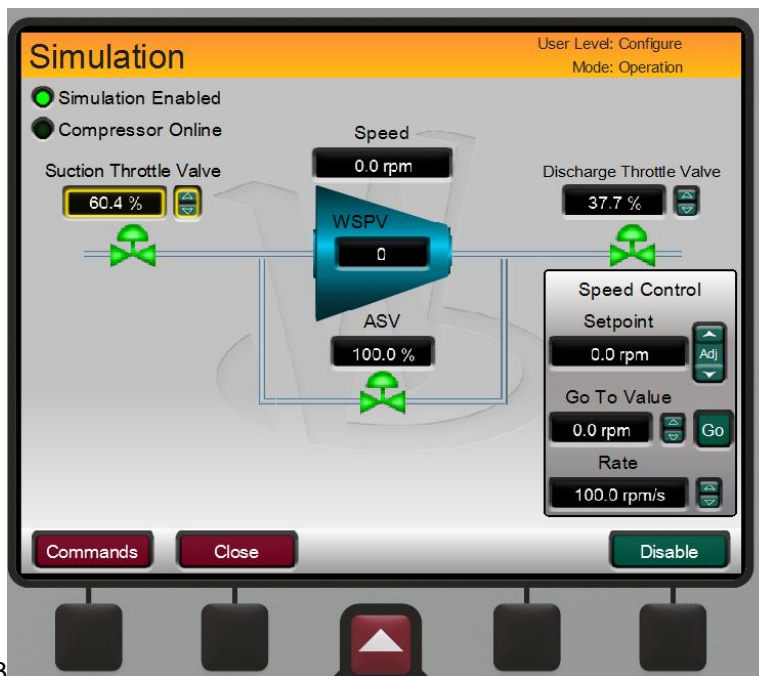 Simulation
User Level: Configure
Mode: Operation
Simulation Enabled
Compressor Online
Speed
0.0 rpm
Suction Throttle Valve
60.4 %
Discharge Throttle Valve
37.7 %
WSPV
0
ASV
100.0 %
Speed Control
Setpoint
0.0 rpm
Adj
Go To Value
0.0 rpm
Go
Rate
100.0 rpm/s
Commands
Close
Disable